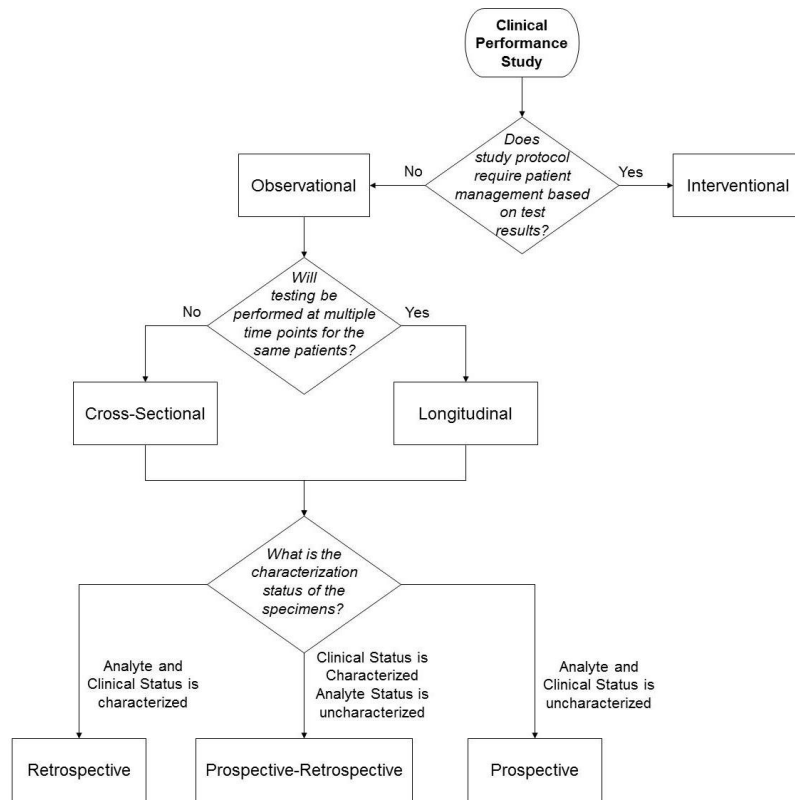 Clinical
Performance
Study
Does
study protocol
require patient
management based
on test
results?
No
Yes
Observational
Interventional
Will
testing be
performed at multiple
time points for the
same patients?
No
Yes
Cross-Sectional
Longitudinal
What is the
characterization
status of the
specimens?
Analyte and
Clinical Status is
characterized
Clinical Status is
Characterized
Analyte Status is
uncharacterized
Analyte and
Clinical Status is
uncharacterized
Retrospective
Prospective-Retrospective
Prospective